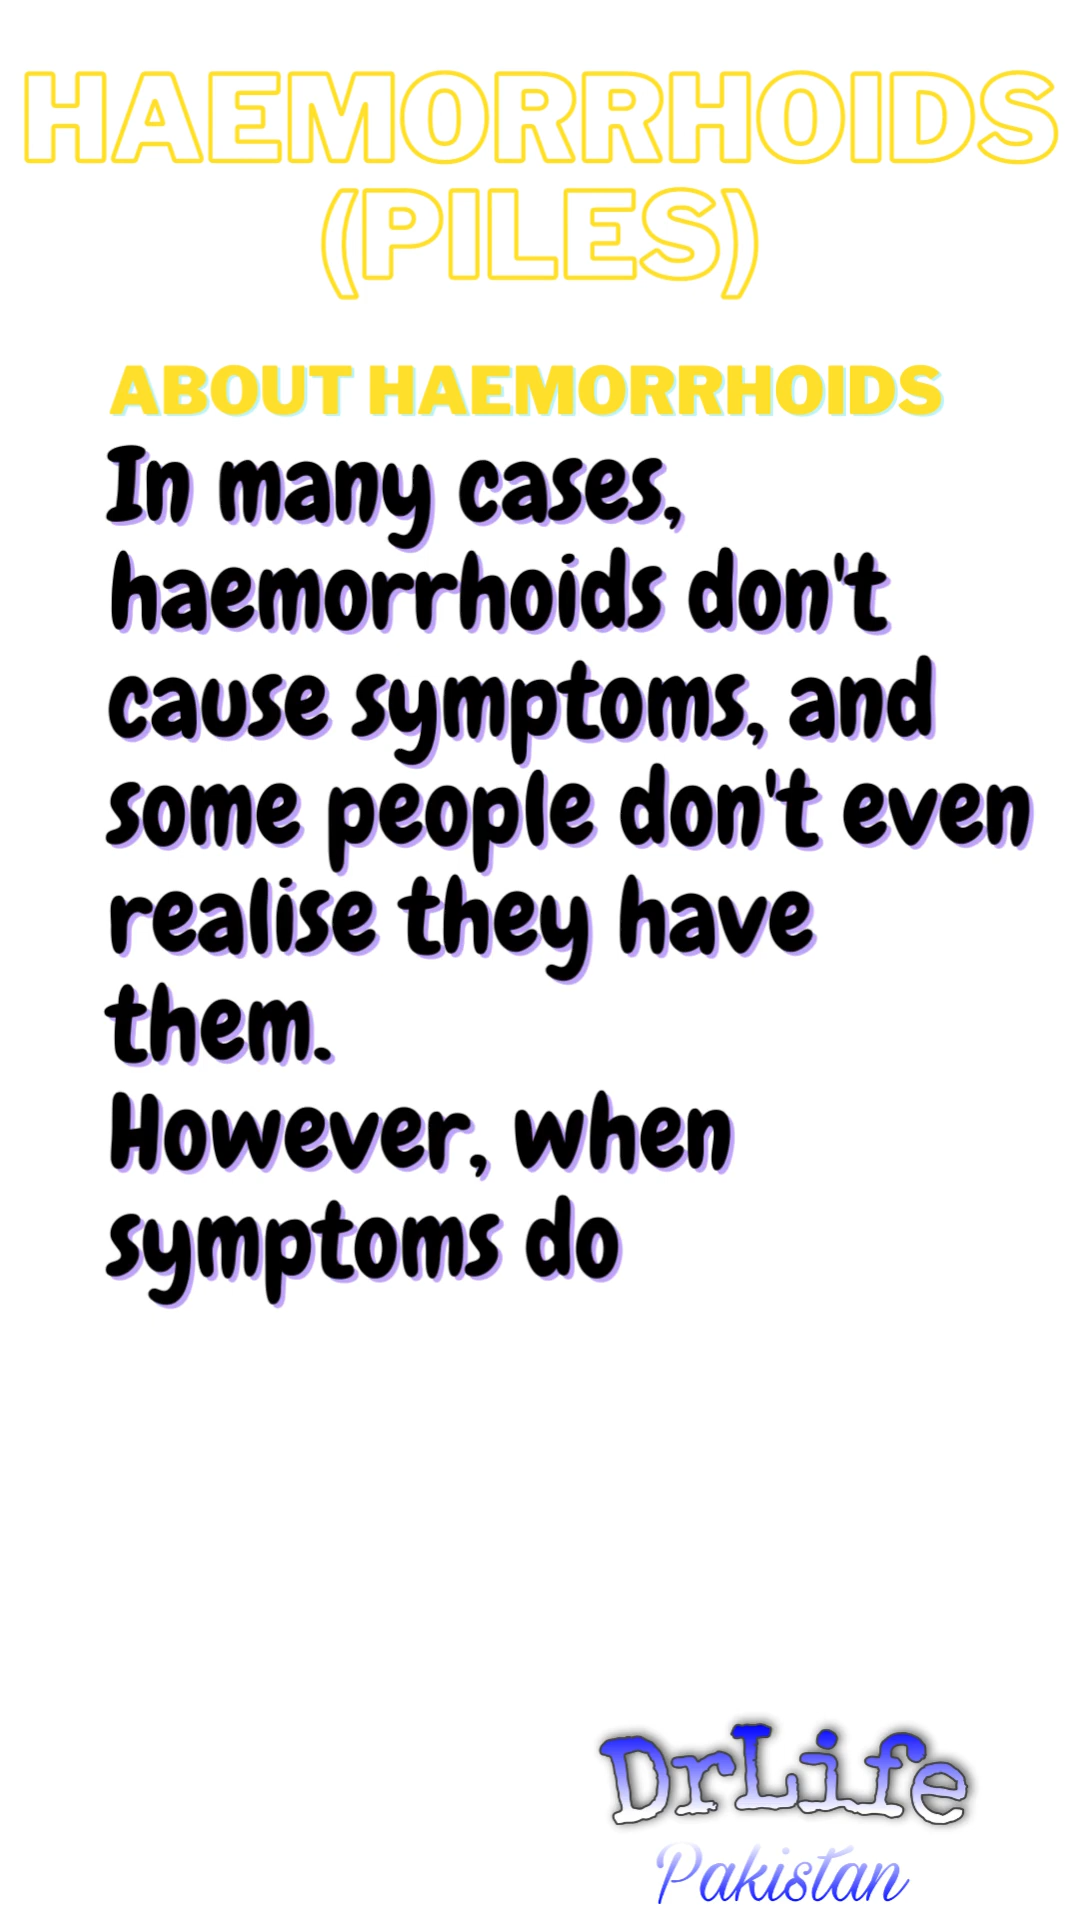 HAEMORRHOIDS
(PILES)
ABOUT HAEMORRHOIDS
In many cases,
haemorrhoids don't
cause symptoms, and
some people don't even
realise they have
them.
However, when
symptoms do
DrLife
Pakistan